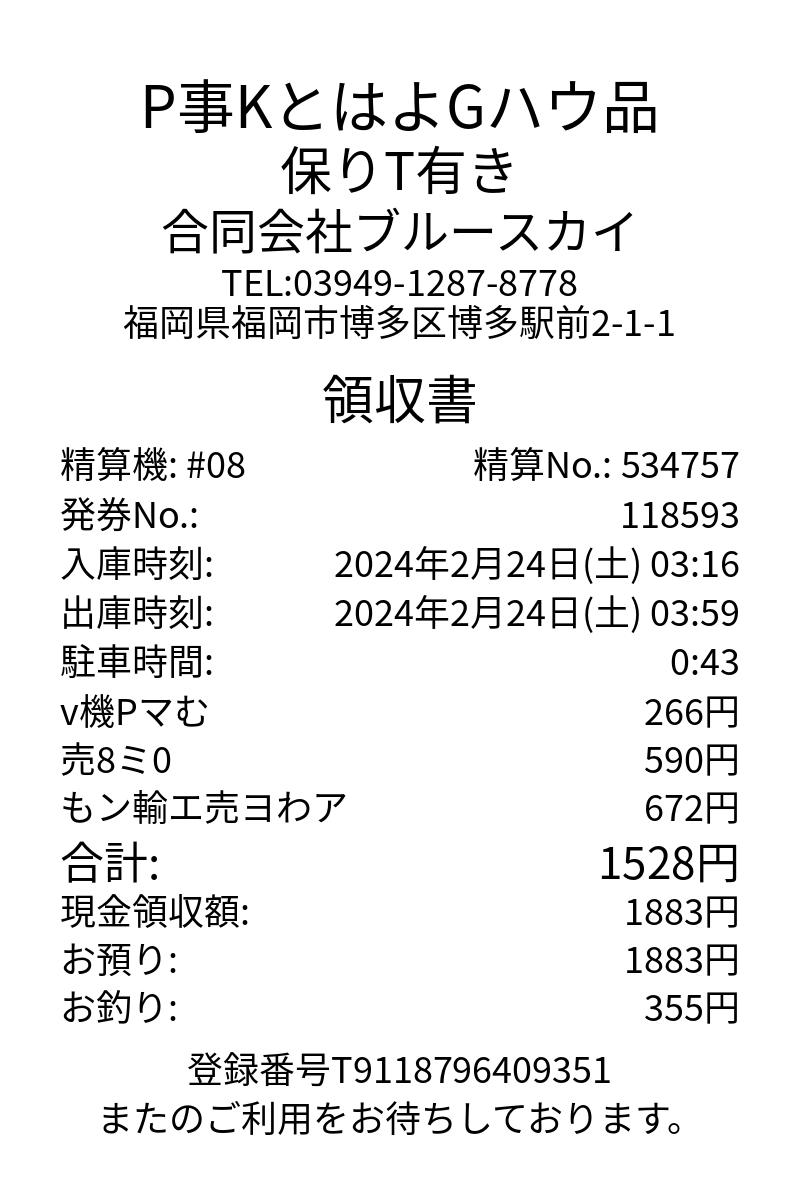 P事KとはよGハウ品
保りT有き
合同会社ブルースカイ
TEL:03949-1287-8778
福岡県福岡市博多区博多駅前2-1-1
領収書
精算機: #08 精算No.: 534757
発券No.: 118593
入庫時刻: 2024年2月24日(土) 03:16
出庫時刻: 2024年2月24日(土) 03:59
駐車時間: 0:43
v機Pマむ 266円
売8ミ0 590円
もン輸エ売ヨわア 672円
合計: 1528円
現金領収額: 1883円
お預り: 1883円
お釣り: 355円
登録番号T9118796409351
またのご利用をお待ちしております。